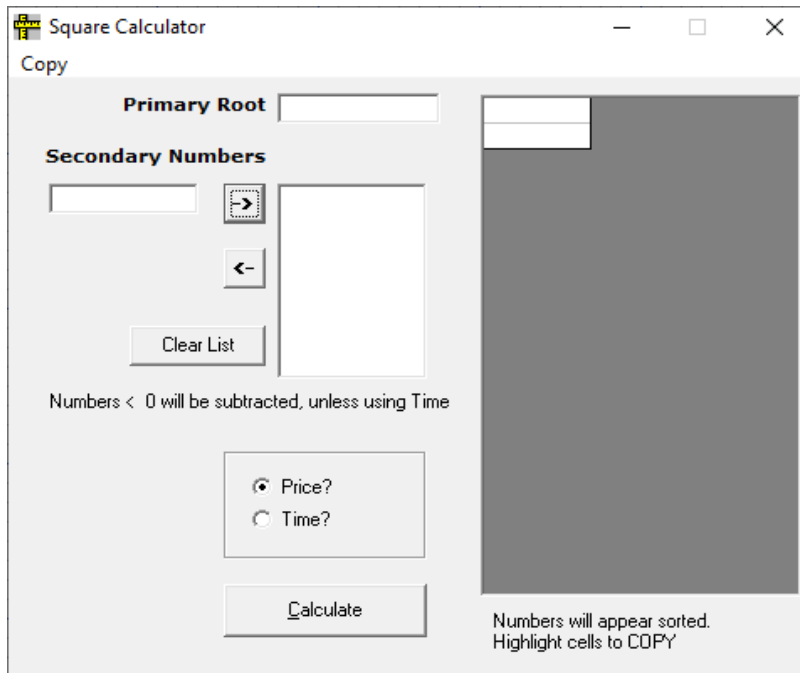 Square Calculator
Copy
Primary Root
Secondary Numbers
->
<-
Clear List
Numbers < 0 will be subtracted, unless using Time
Price?
Time?
Calculate
Numbers will appear sorted.
Highlight cells to COPY